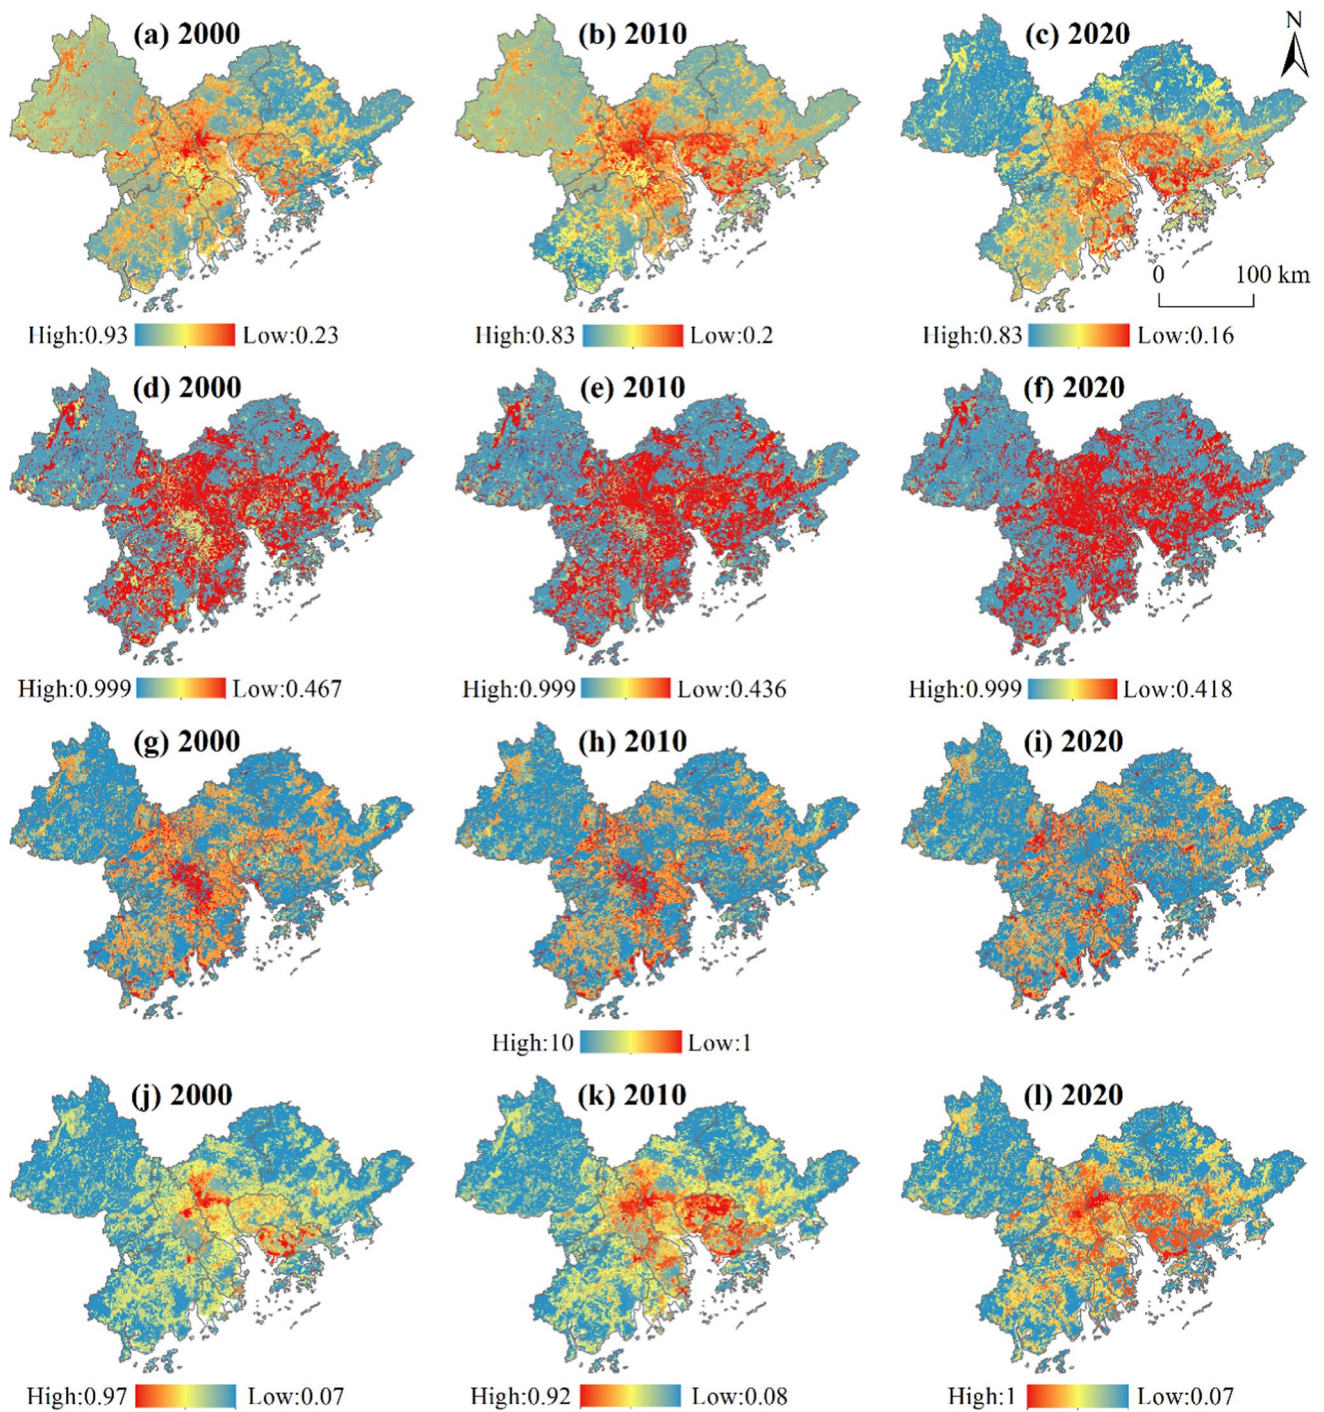 (a) 2000
(b) 2010
(c) 2020
N
0 100 km
High:0.93 Low:0.23
High:0.83 Low:0.2
High:0.83 Low:0.16
(d) 2000
(e) 2010
(f) 2020
High:0.999 Low:0.467
High:0.999 Low:0.436
High:0.999 Low:0.418
(g) 2000
(h) 2010
(i) 2020
High:10 Low:1
(j) 2000
(k) 2010
(l) 2020
High:0.97 Low:0.07
High:0.92 Low:0.08
High:1 Low:0.07